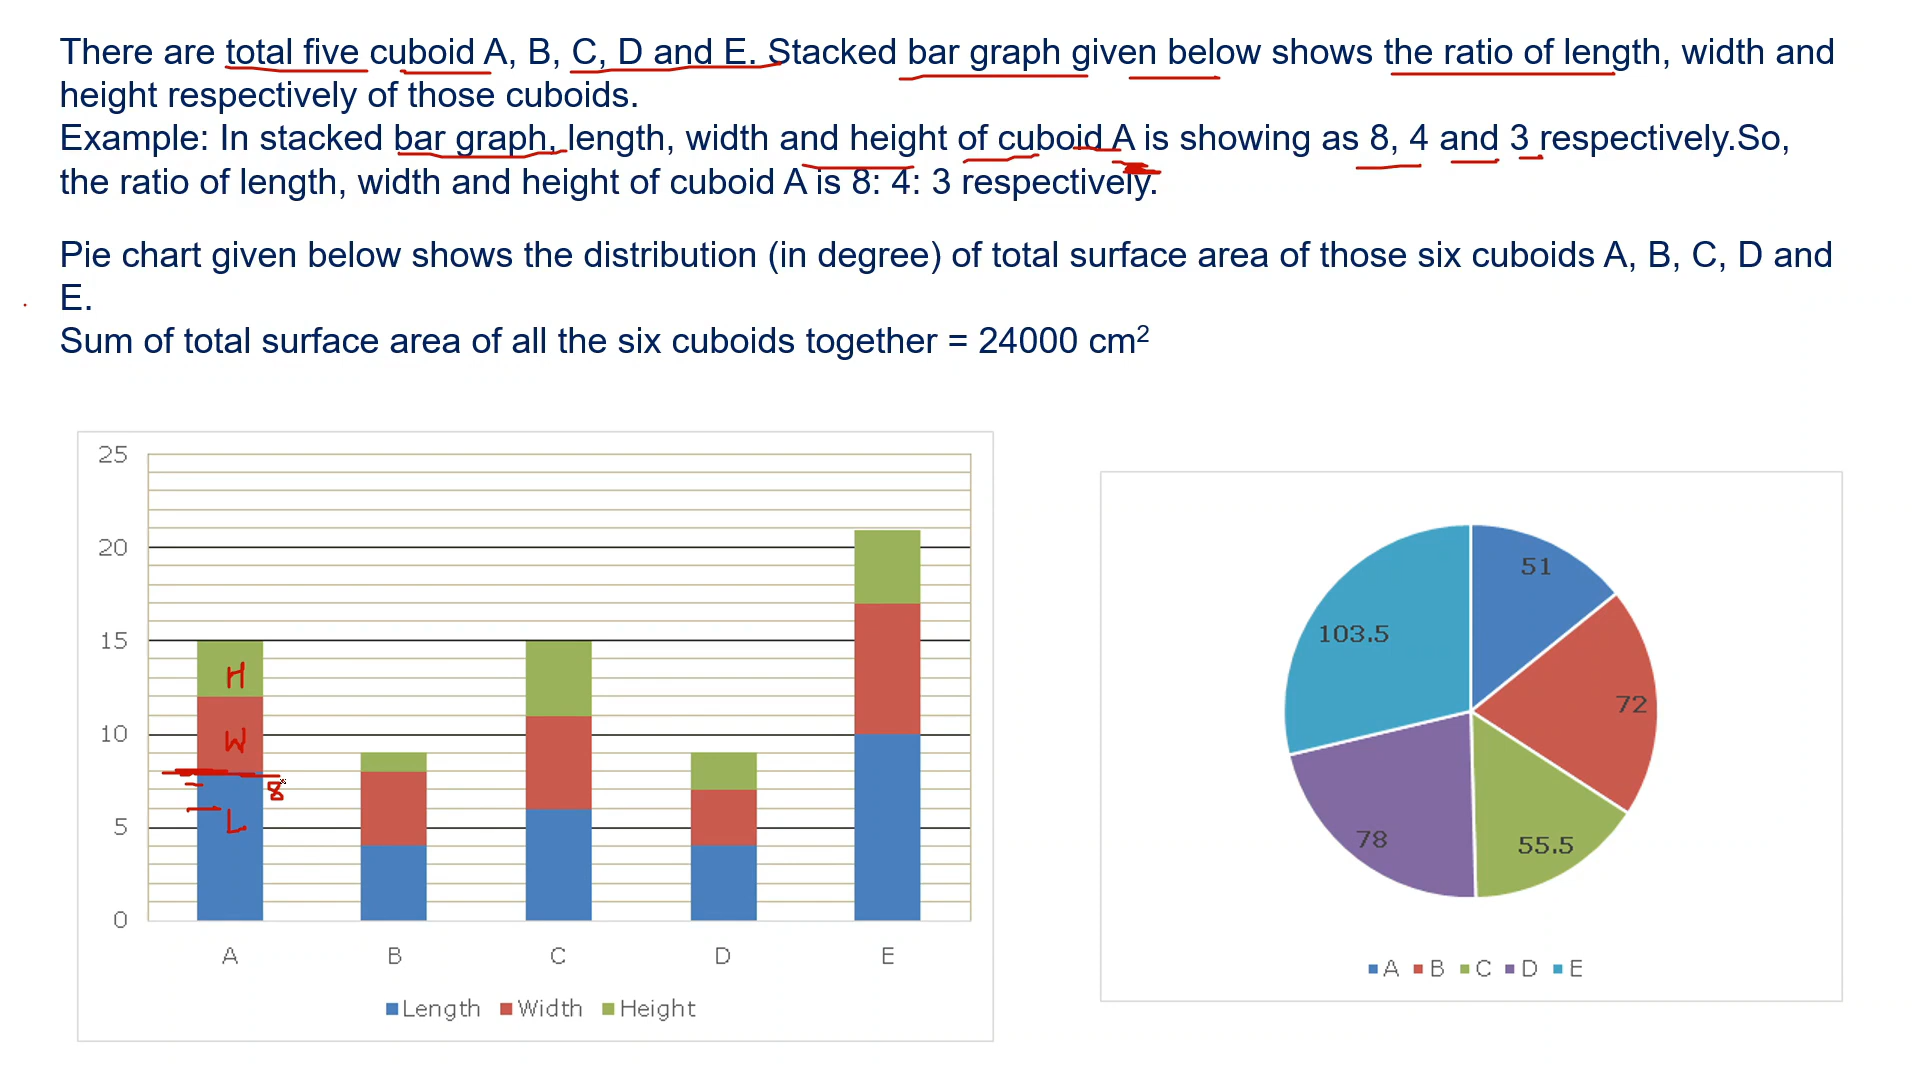 There are total five cuboid A, B, C, D and E. Stacked bar graph given below shows the ratio of length, width and
height respectively of those cuboids.
Example: In stacked bar graph, length, width and height of cuboid A is showing as 8, 4 and 3 respectively.So,
the ratio of length, width and height of cuboid A is 8: 4: 3 respectively.
Pie chart given below shows the distribution (in degree) of total surface area of those six cuboids A, B, C, D and
E.
Sum of total surface area of all the six cuboids together = 24000 cm²
25
20
15
10
5
0
H
W
8
L
A B C D E
Length Width Height
51
103.5
72
78
55.5
A B C D E